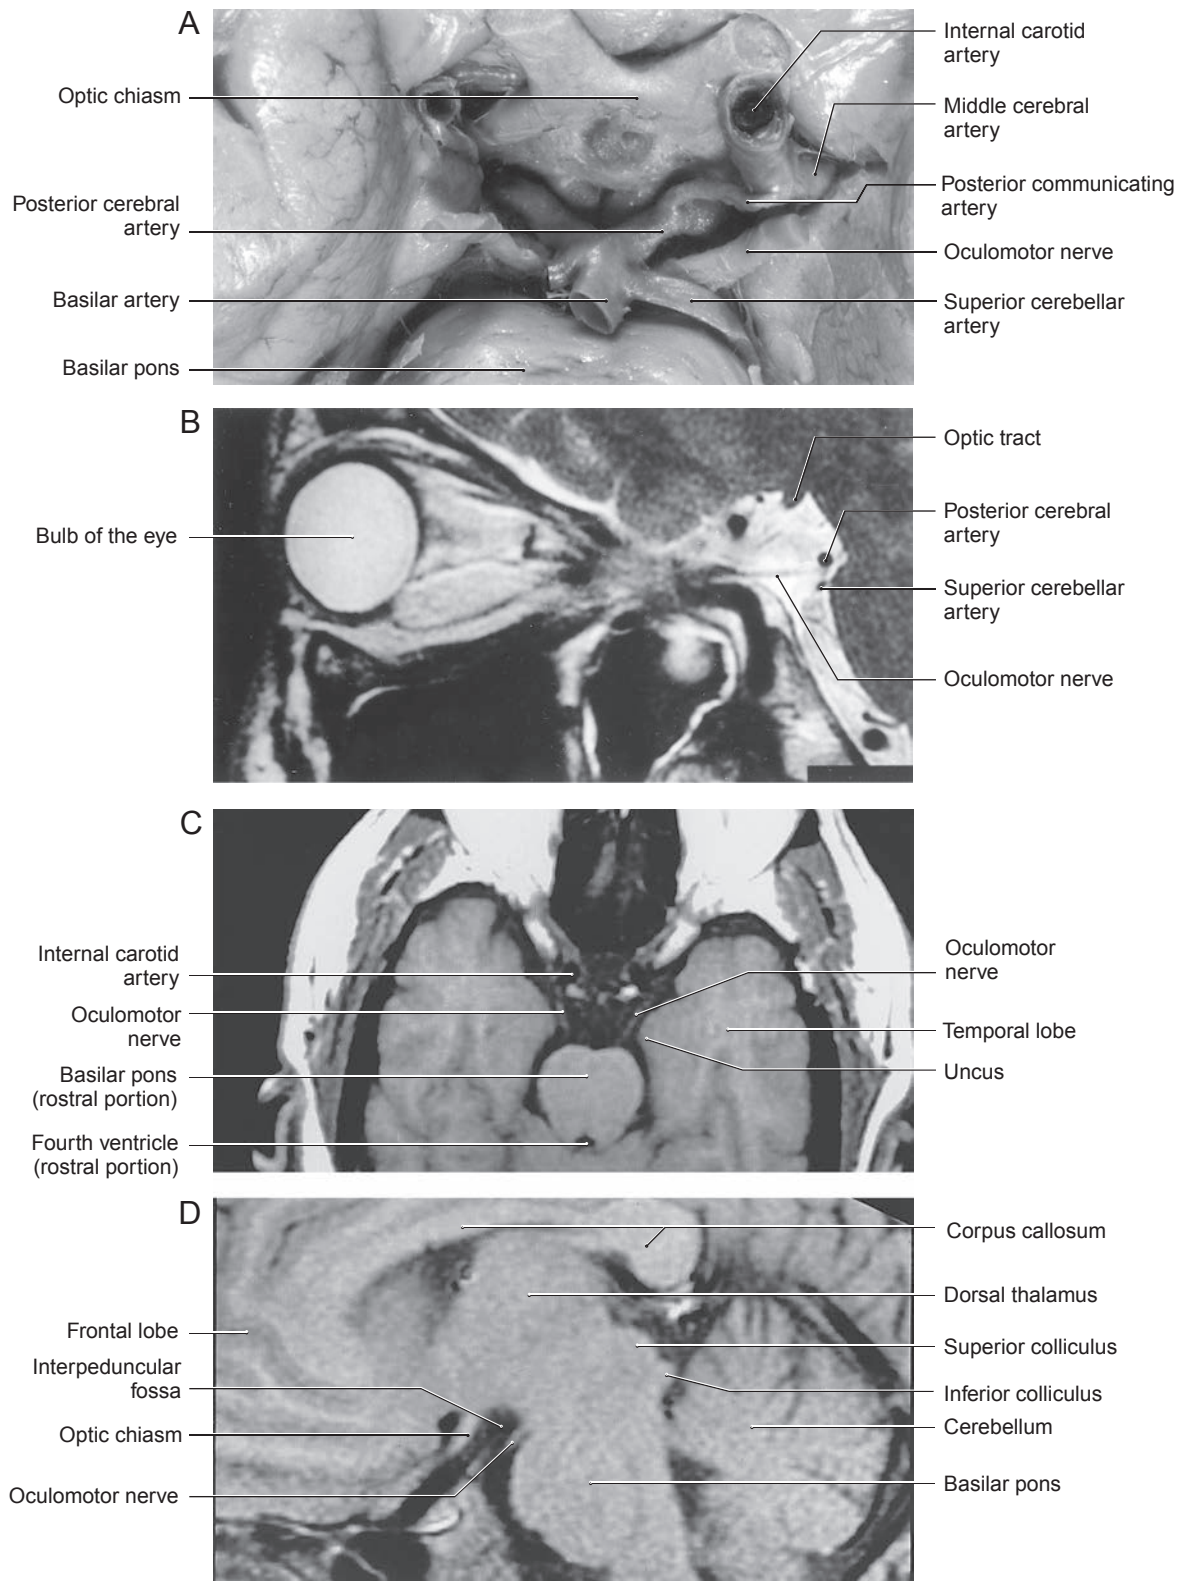 A
Optic chiasm
Posterior cerebral
artery
Basilar artery
Basilar pons
Internal carotid
artery
Middle cerebral
artery
Posterior communicating
artery
Oculomotor nerve
Superior cerebellar
artery
B
Bulb of the eye
Optic tract
Posterior cerebral
artery
Superior cerebellar
artery
Oculomotor nerve
C
Internal carotid
artery
Oculomotor
nerve
Basilar pons
(rostral portion)
Fourth ventricle
(rostral portion)
Oculomotor
nerve
Temporal lobe
Uncus
D
Frontal lobe
Interpeduncular
fossa
Optic chiasm
Oculomotor nerve
Corpus callosum
Dorsal thalamus
Superior colliculus
Inferior colliculus
Cerebellum
Basilar pons